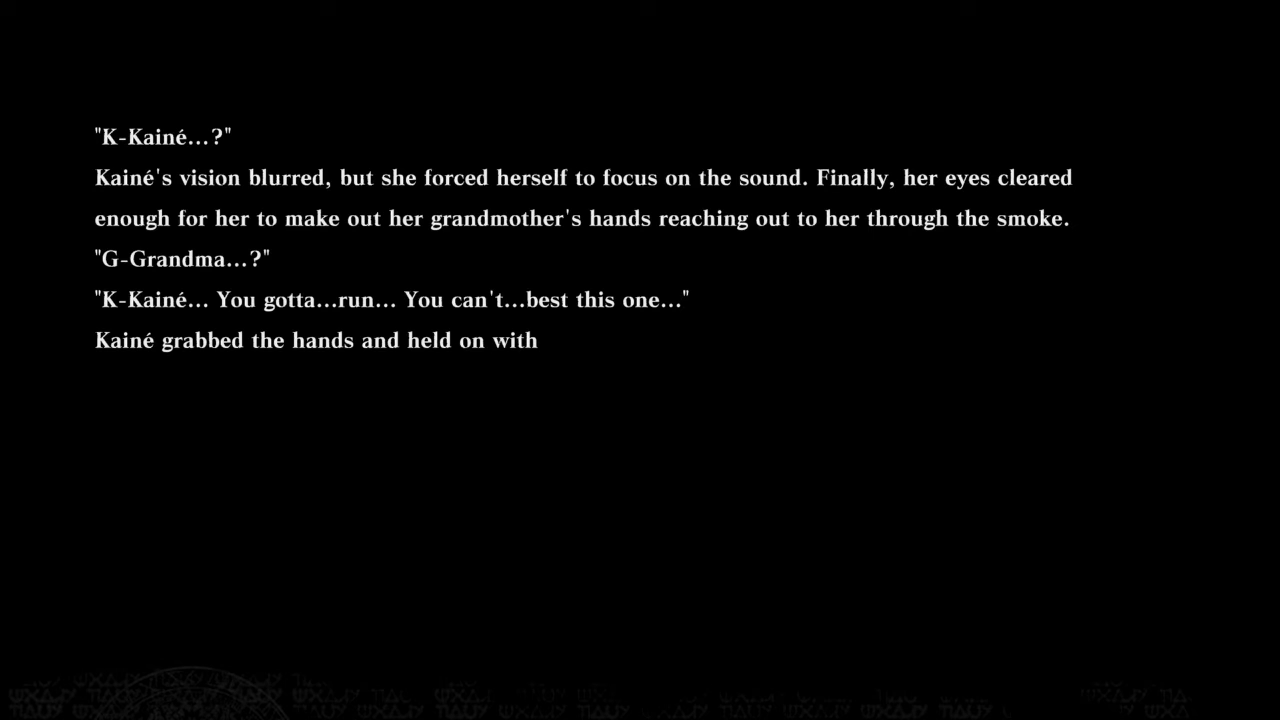 "K-Kainé...?"
Kainé's vision blurred, but she forced herself to focus on the sound. Finally, her eyes cleared
enough for her to make out her grandmother's hands reaching out to her through the smoke.
"G-Grandma...?"
"K-Kainé... You gotta...run... You can't...best this one..."
Kainé grabbed the hands and held on with